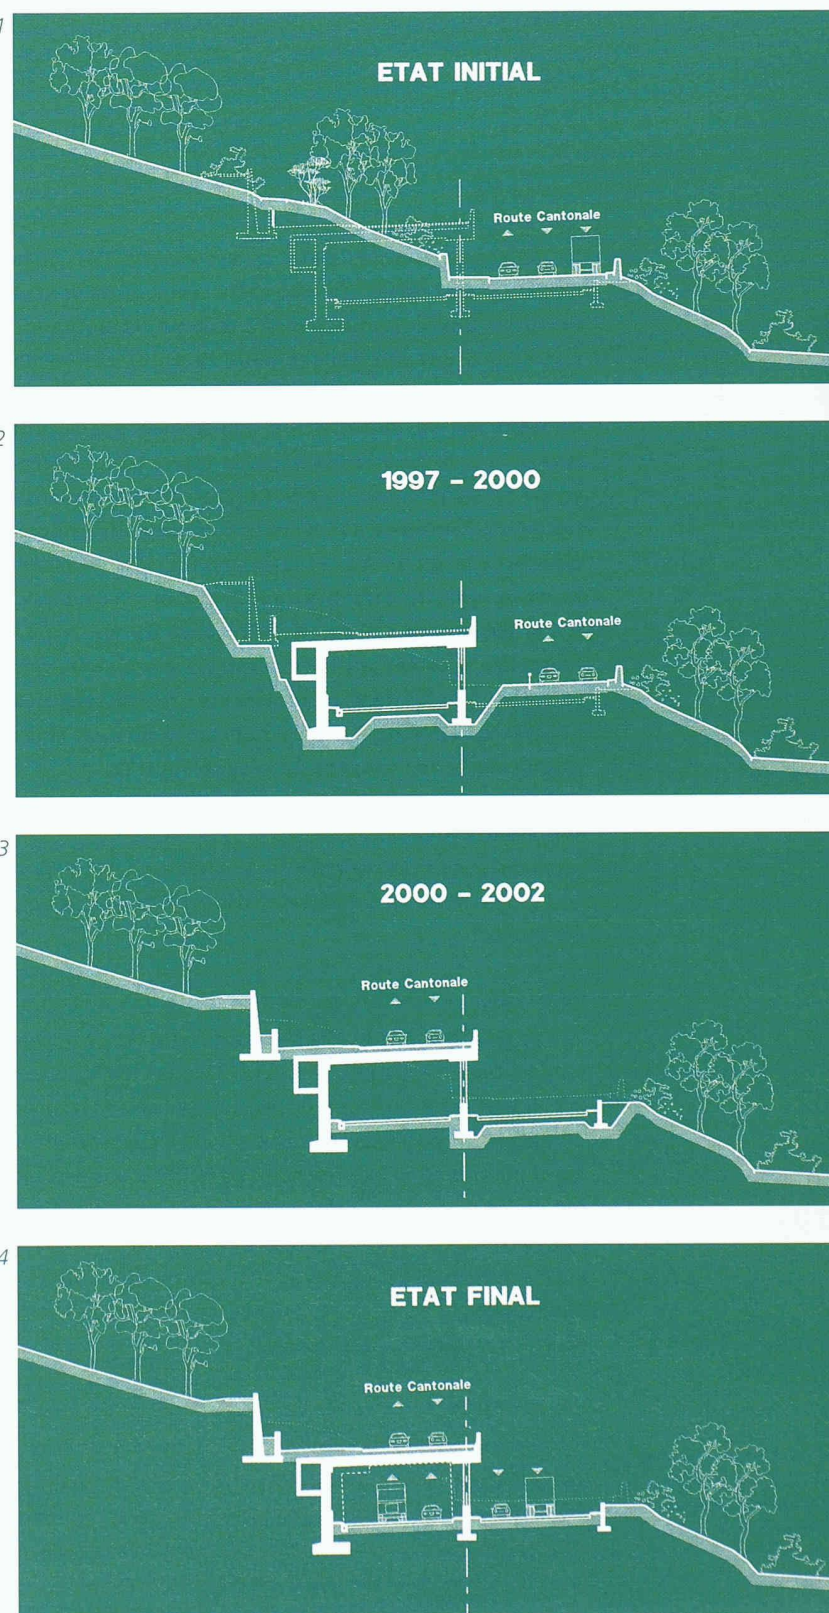 1
ETAT INITIAL
Route Cantonale
2
1997 – 2000
Route Cantonale
3
2000 – 2002
Route Cantonale
4
ETAT FINAL
Route Cantonale